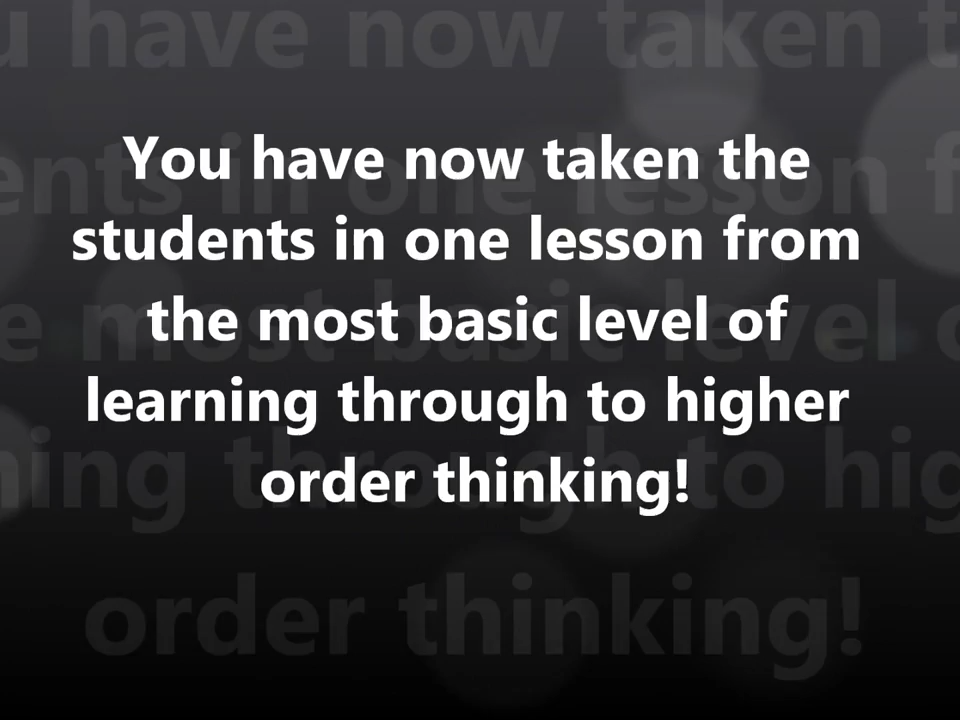 You have now taken the
students in one lesson from
the most basic level of
learning through to higher
order thinking!